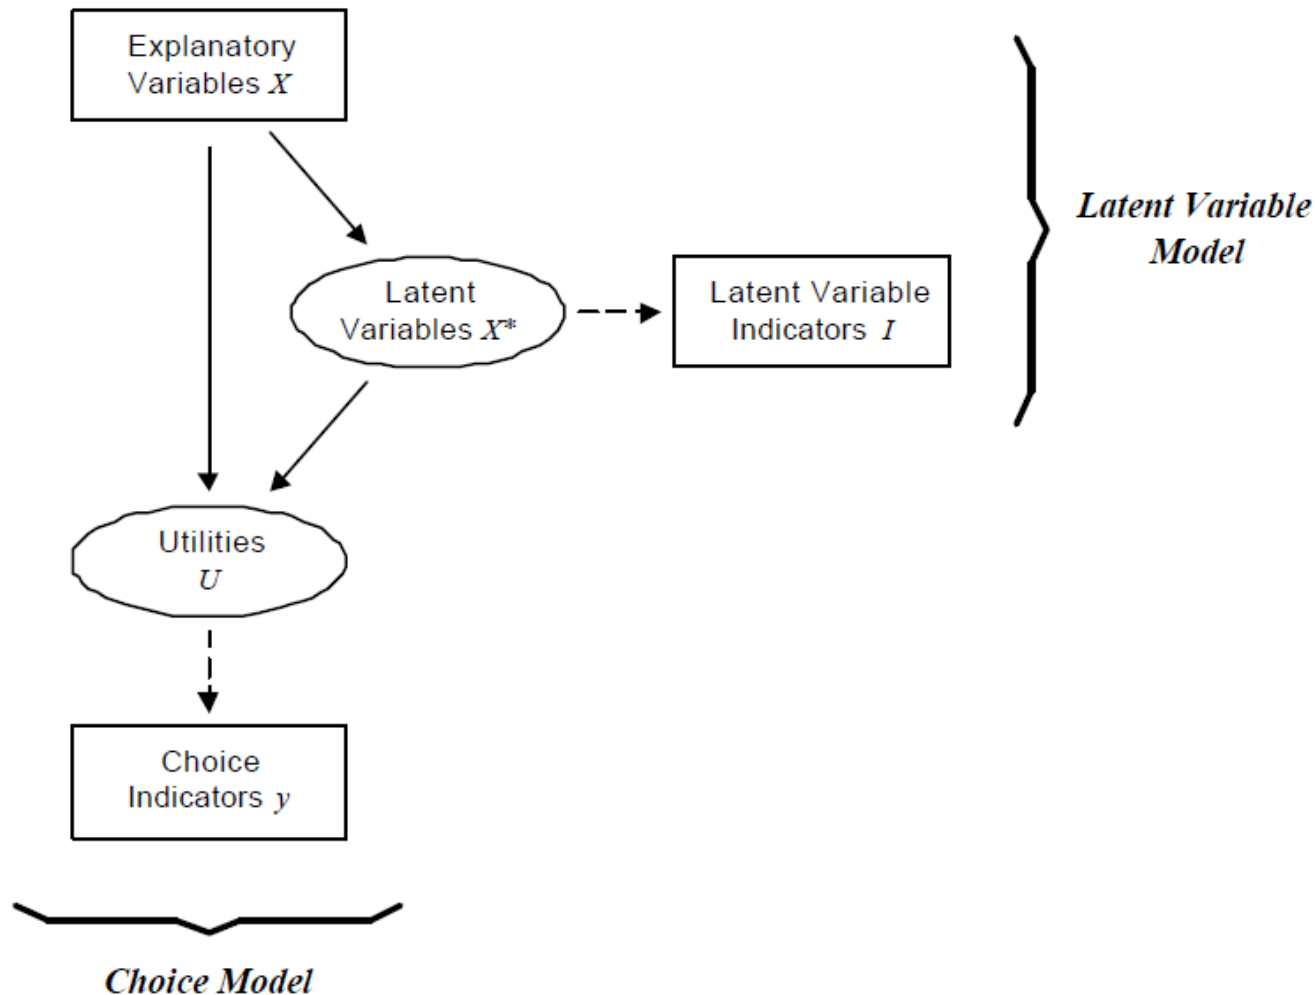 Explanatory
Variables X
Latent Variable
Model
Latent
Variables X*
Latent Variable
Indicators I
Utilities
U
Choice
Indicators y
Choice Model